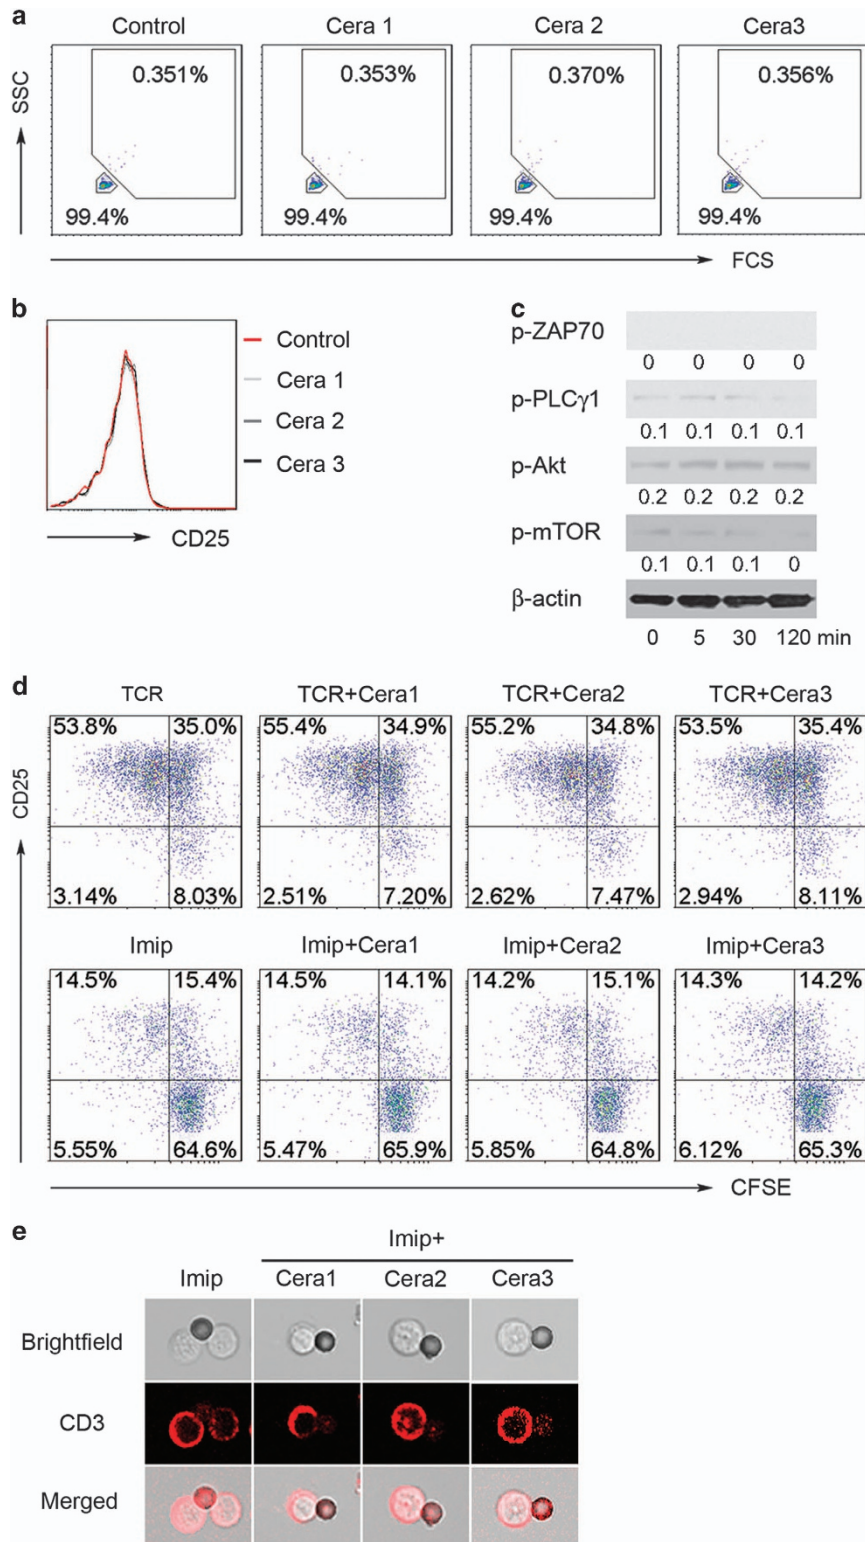 a
Control Cera 1 Cera 2 Cera3
SSC
0.351% 0.353% 0.370% 0.356%
99.4% 99.4% 99.4% 99.4%
FCS
b
Control
Cera 1
Cera 2
Cera 3
CD25
c
p-ZAP70
0 0 0 0
p-PLCγ1
0.1 0.1 0.1 0.1
p-Akt
0.2 0.2 0.2 0.2
p-mTOR
0.1 0.1 0.1 0
β-actin
0 5 30 120 min
d
TCR TCR+Cera1 TCR+Cera2 TCR+Cera3
53.8% 35.0% 55.4% 34.9% 55.2% 34.8% 53.5% 35.4%
CD25
3.14% 8.03% 2.51% 7.20% 2.62% 7.47% 2.94% 8.11%
Imip Imip+Cera1 Imip+Cera2 Imip+Cera3
14.5% 15.4% 14.5% 14.1% 14.2% 15.1% 14.3% 14.2%
5.55% 64.6% 5.47% 65.9% 5.85% 64.8% 6.12% 65.3%
CFSE
e
Imip+
Imip Cera1 Cera2 Cera3
Brightfield
CD3
Merged